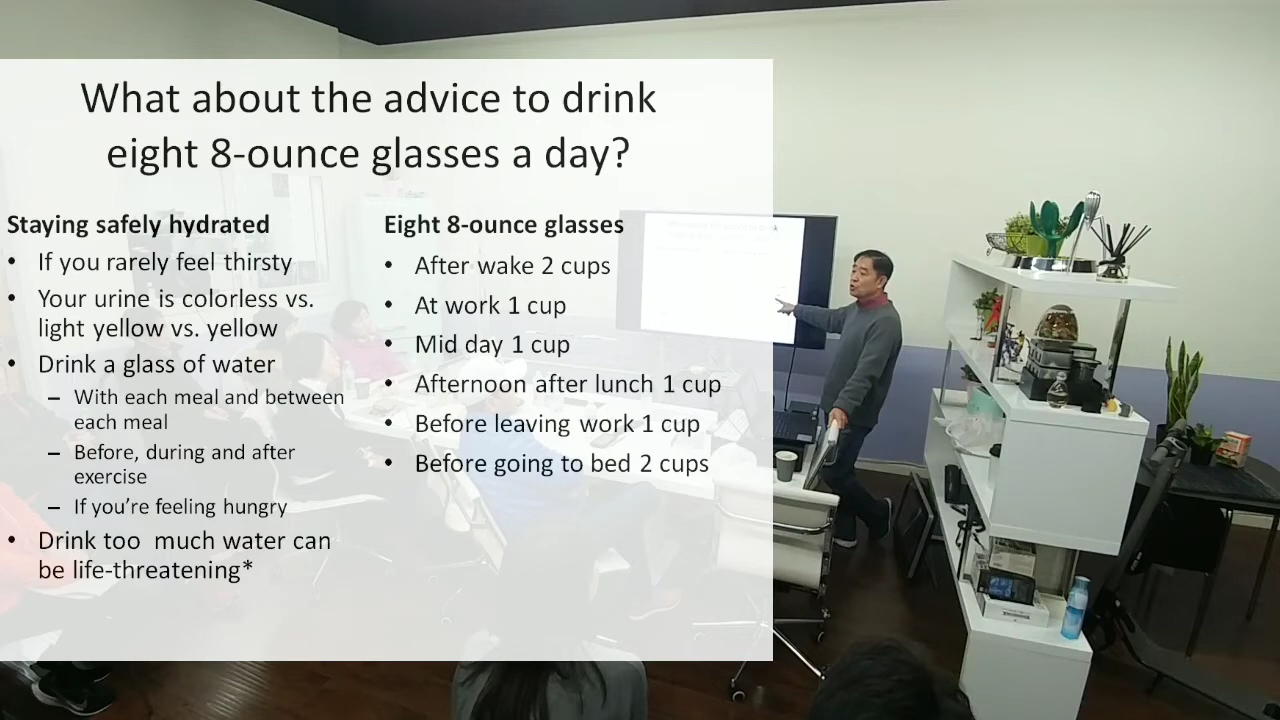 What about the advice to drink
eight 8-ounce glasses a day?
Staying safely hydrated
• If you rarely feel thirsty
• Your urine is colorless vs.
light yellow vs. yellow
• Drink a glass of water
– With each meal and between
each meal
– Before, during and after
exercise
– If you're feeling hungry
• Drink too much water can
be life-threatening*
Eight 8-ounce glasses
• After wake 2 cups
• At work 1 cup
• Mid day 1 cup
• Afternoon after lunch 1 cup
• Before leaving work 1 cup
• Before going to bed 2 cups